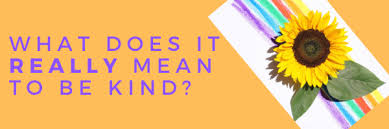 WHAT DOES IT
REALLY MEAN
TO BE KIND?